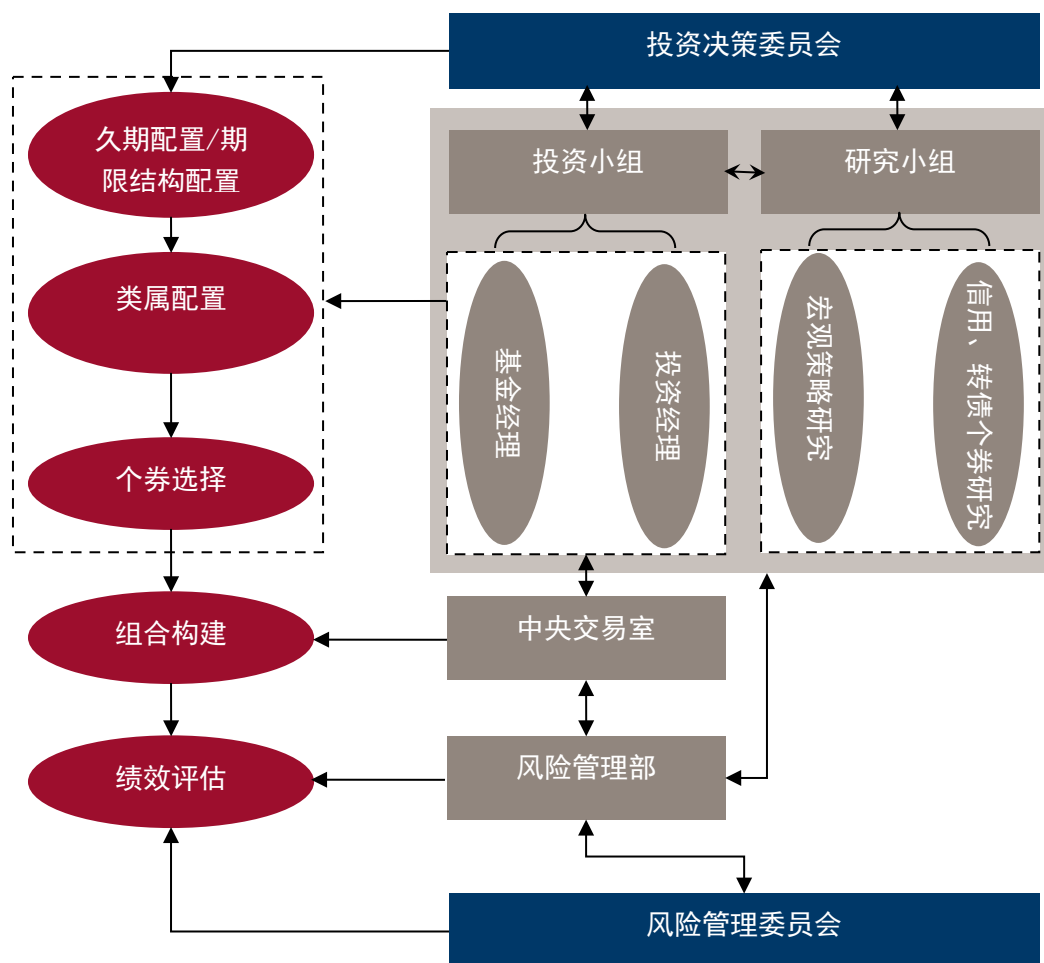 投资决策委员会
久期配置/期
限结构配置
投资小组
研究小组
类属配置
基金经理
投资经理
宏观策略研究
信用、转债个券研究
个券选择
组合构建
中央交易室
绩效评估
风险管理部
风险管理委员会